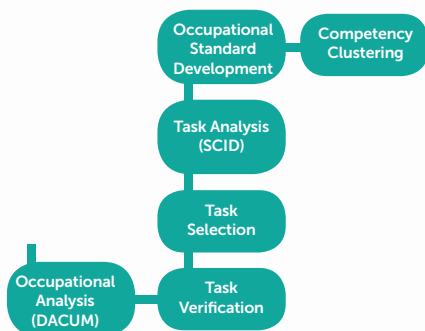 Occupational
Standard
Development
Competency
Clustering
Task Analysis
(SCID)
Task
Selection
Occupational
Analysis
(DACUM)
Task
Verification